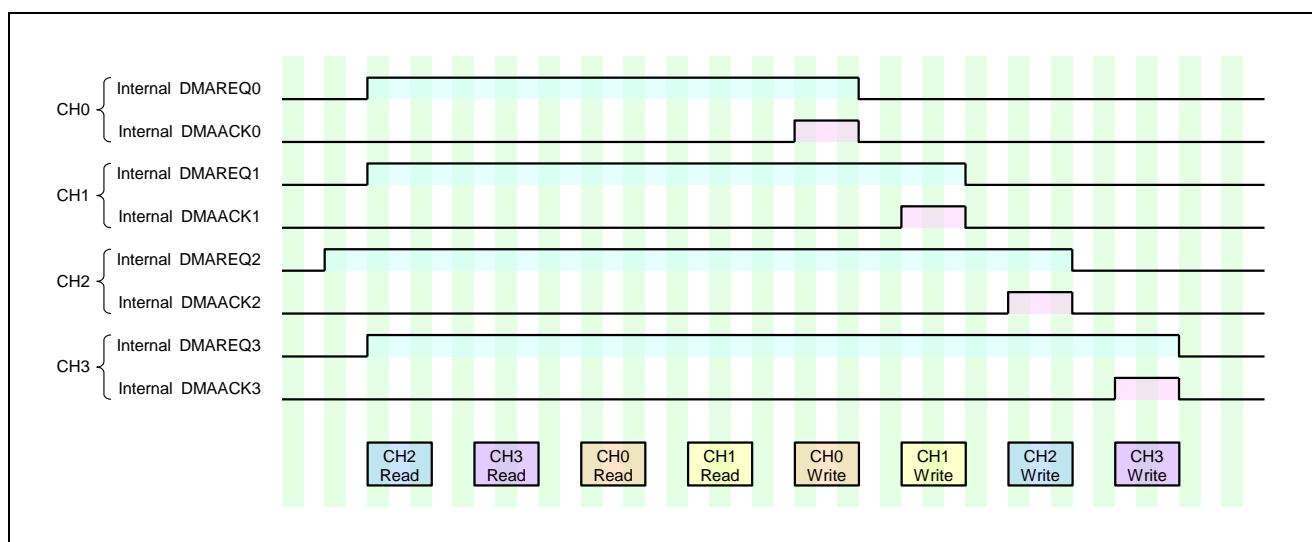 CH0
Internal DMAREQ0
Internal DMAACK0
CH1
Internal DMAREQ1
Internal DMAACK1
CH2
Internal DMAREQ2
Internal DMAACK2
CH3
Internal DMAREQ3
Internal DMAACK3
CH2
Read
CH3
Read
CH0
Read
CH1
Read
CH0
Write
CH1
Write
CH2
Write
CH3
Write